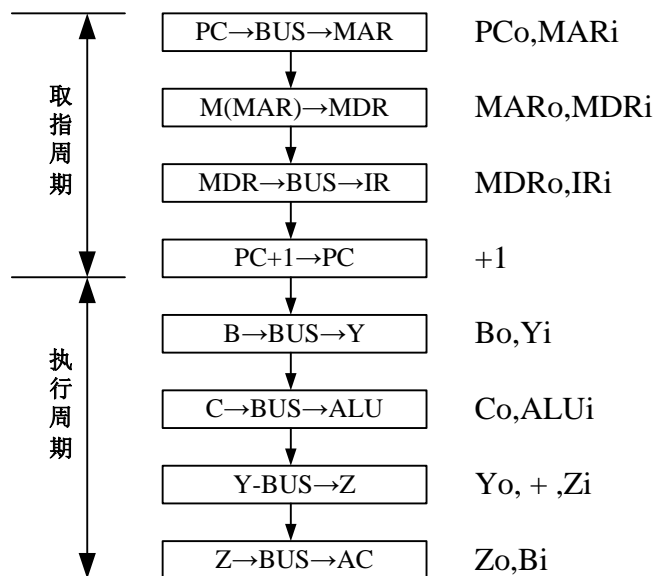 PC→BUS→MAR PCo,MARi
M(MAR)→MDR MARo,MDRi
取指周期
MDR→BUS→IR MDRo,IRi
PC+1→PC +1
B→BUS→Y Bo,Yi
执行周期
C→BUS→ALU Co,ALUi
Y-BUS→Z Yo, + ,Zi
Z→BUS→AC Zo,Bi